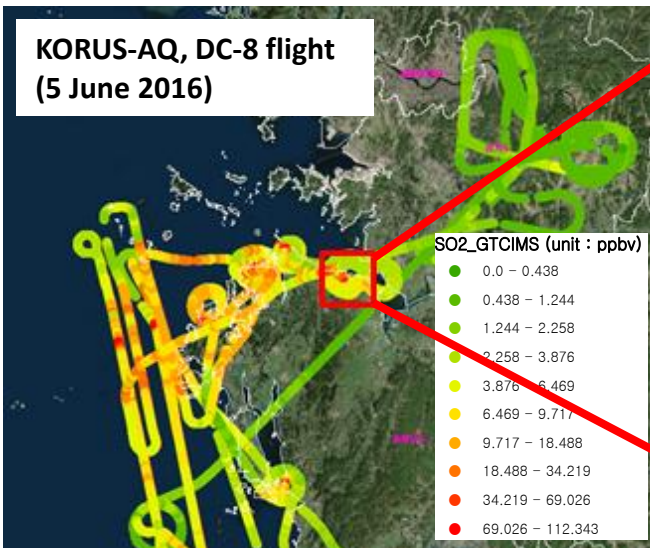 KORUS-AQ, DC-8 flight
(5 June 2016)
SO2_GTCIMS (unit : ppbv)
0.0 - 0.438
0.438 - 1.244
1.244 - 2.258
2.258 - 3.876
3.876 - 6.469
6.469 - 9.717
9.717 - 18.488
18.488 - 34.219
34.219 - 69.026
69.026 - 112.343